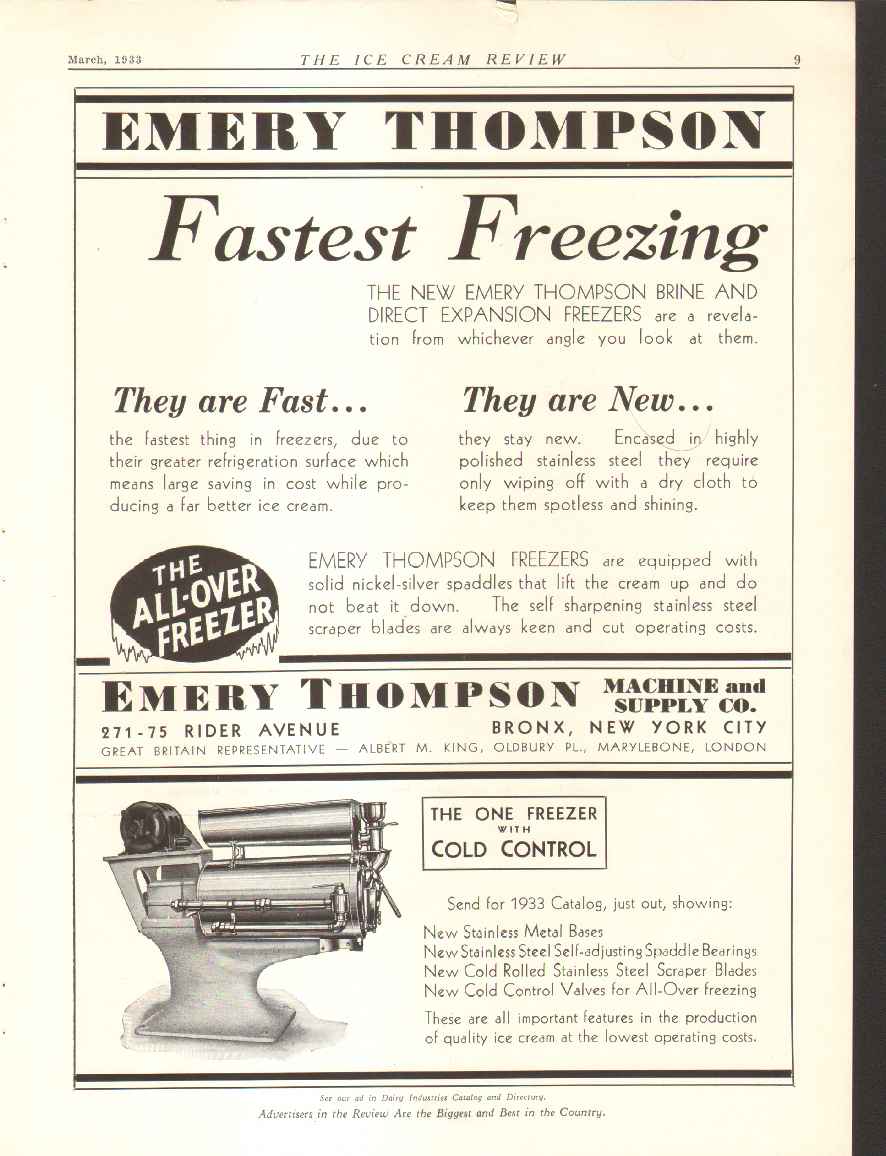 March, 1933
THE ICE CREAM REVIEW
9
EMERY THOMPSON
Fastest Freezing
THE NEW EMERY THOMPSON BRINE AND
DIRECT EXPANSION FREEZERS are a revela-
tion from whichever angle you look at them.
They are Fast...
the fastest thing in freezers, due to
their greater refrigeration surface which
means large saving in cost while pro-
ducing a far better ice cream.
They are New...
they stay new. Encased in highly
polished stainless steel they require
only wiping off with a dry cloth to
keep them spotless and shining.
THE
ALL-OVER
FREEZER
EMERY THOMPSON FREEZERS are equipped with
solid nickel-silver spaddles that lift the cream up and do
not beat it down. The self sharpening stainless steel
scraper blades are always keen and cut operating costs.
EMERY THOMPSON MACHINE and
SUPPLY CO.
271-75 RIDER AVENUE BRONX, NEW YORK CITY
GREAT BRITAIN REPRESENTATIVE — ALBERT M. KING, OLDBURY PL., MARYLEBONE, LONDON
THE ONE FREEZER
WITH
COLD CONTROL
Send for 1933 Catalog, just out, showing:
New Stainless Metal Bases
New Stainless Steel Self-adjusting Spaddle Bearings
New Cold Rolled Stainless Steel Scraper Blades
New Cold Control Valves for All-Over freezing
These are all important features in the production
of quality ice cream at the lowest operating costs.
See our ad in Dairy Industries Catalog and Directory.
Advertisers in the Review Are the Biggest and Best in the Country.